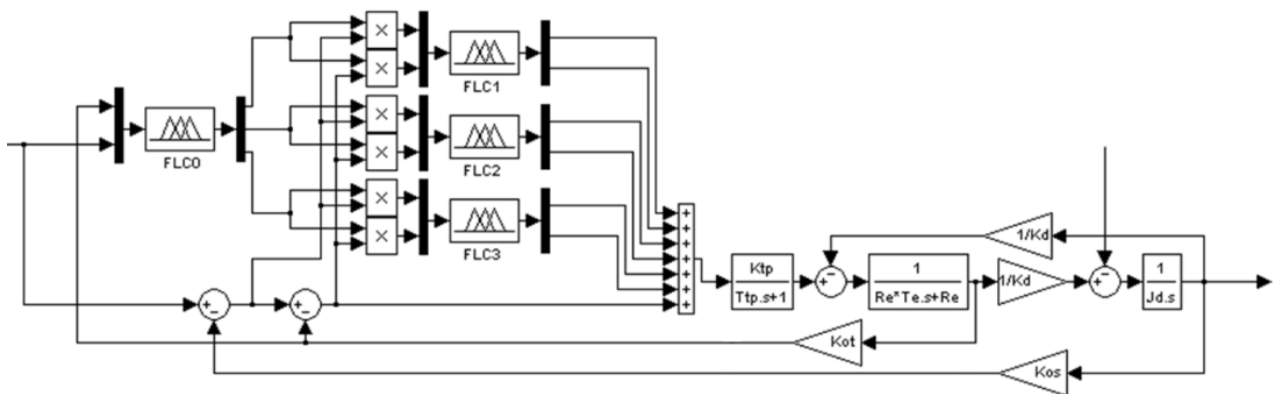 ×
×
FLC1
FLC0
×
×
FLC2
×
×
FLC3
+
+
+
+
+
+
+
1/Kd
Ktp
Ttp.s+1
+
−
1
Re*Te.s+Re
1/Kd
+
−
1
Jd.s
+
−
+
−
Kot
Kos